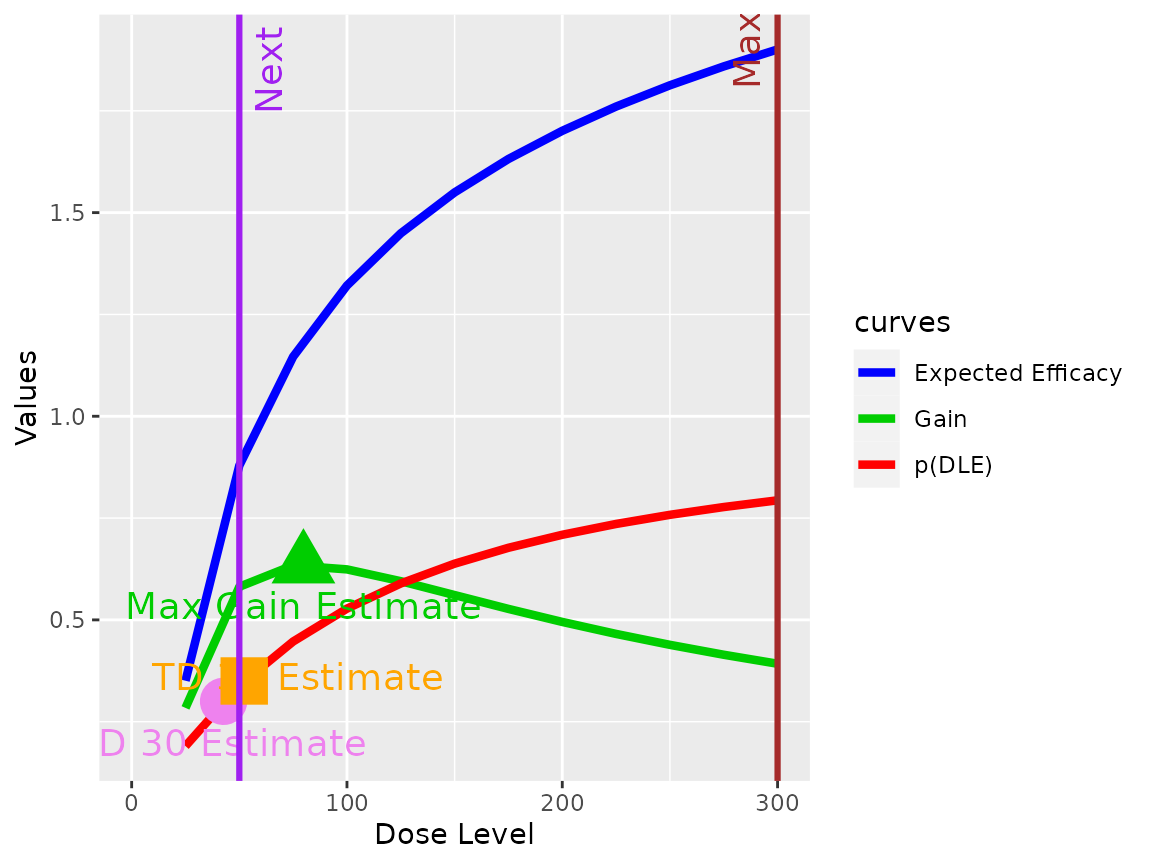 Next
Max
1.5
1.0
0.5
Values
Max Gain Estimate
TD Estimate
D 30 Estimate
0 100 200 300
Dose Level
curves
Expected Efficacy
Gain
p(DLE)